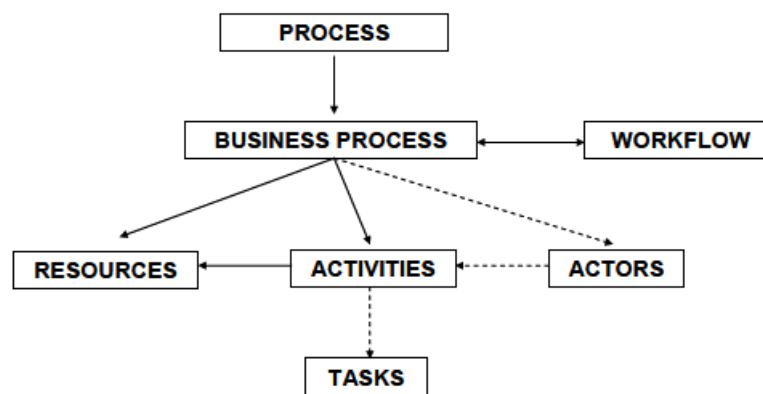 PROCESS
BUSINESS PROCESS
WORKFLOW
RESOURCES
ACTIVITIES
ACTORS
TASKS